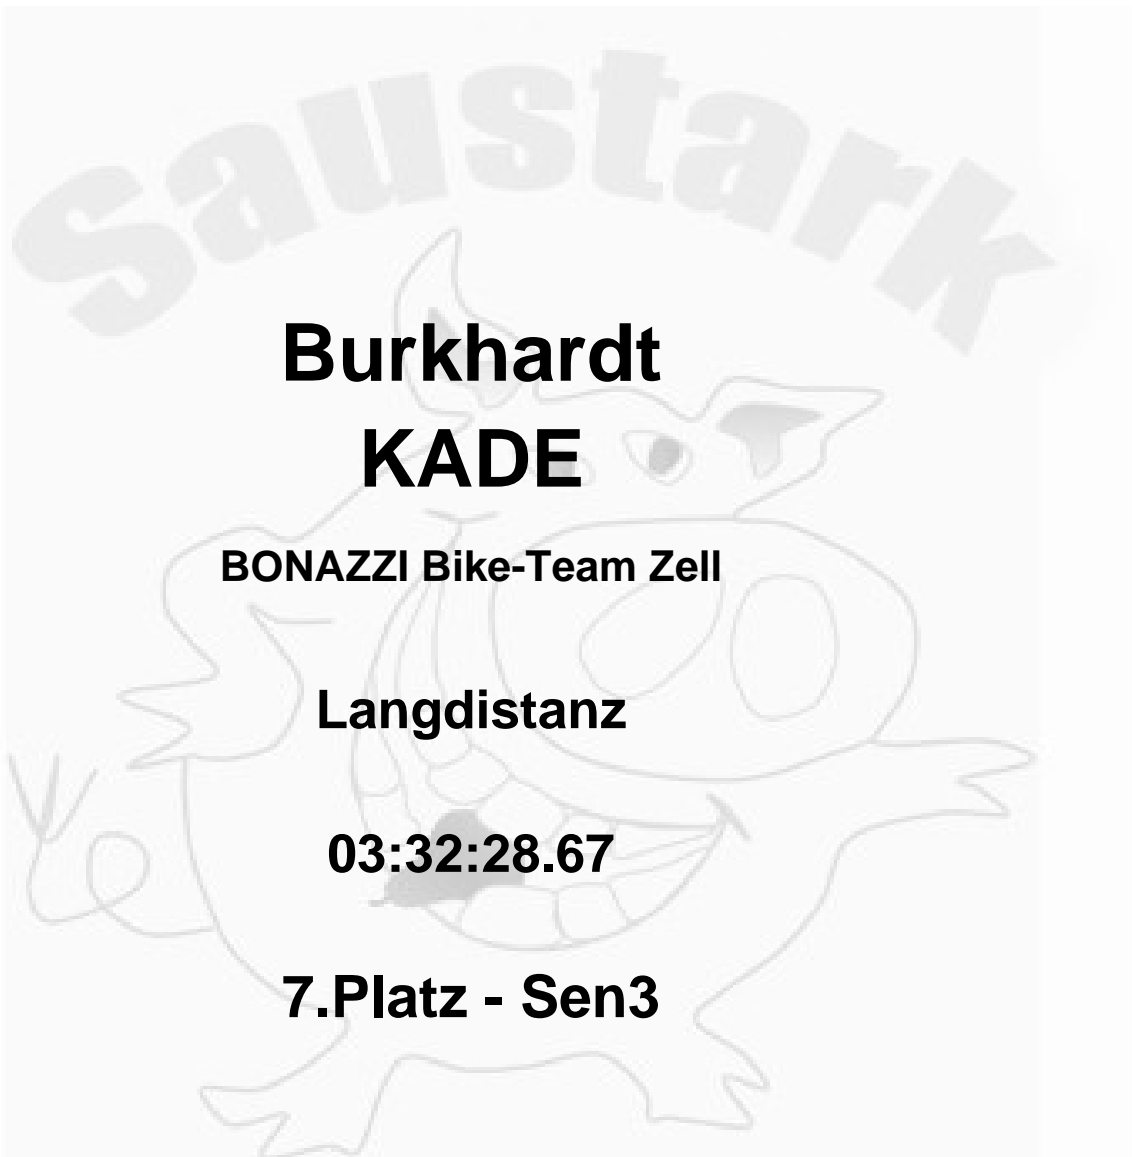 Saustark
Burkhardt
KADE
BONAZZI Bike-Team Zell
Langdistanz
03:32:28.67
7.Platz - Sen3